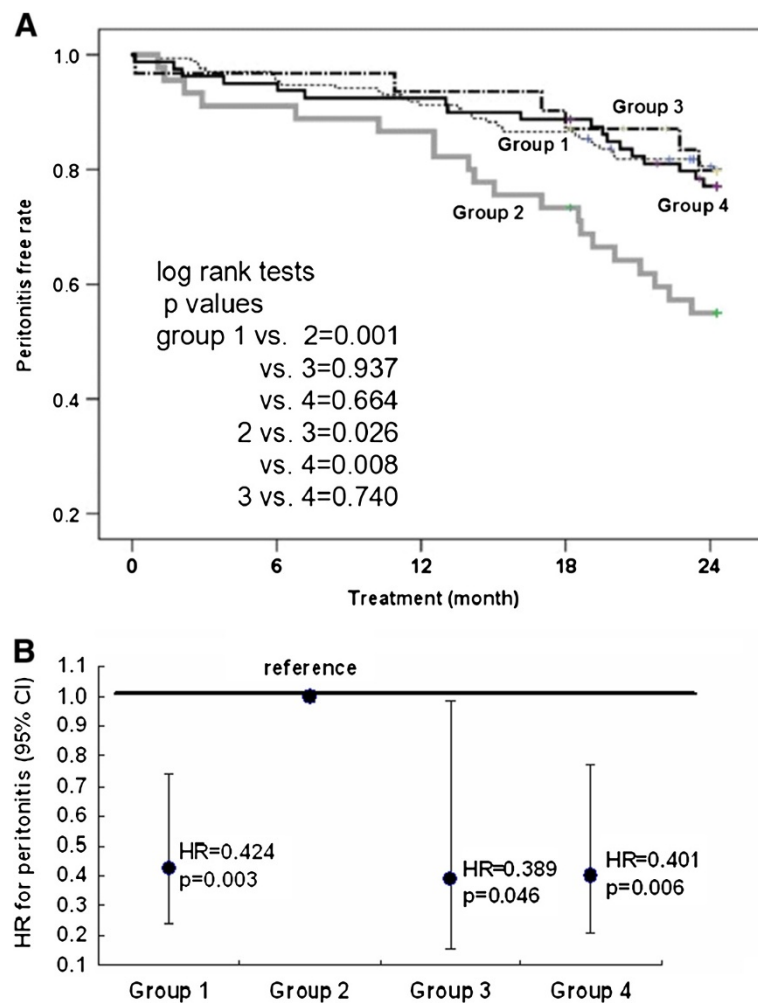 A
Peritonitis free rate
1.0
0.8
0.6
0.4
0.2
Group 3
Group 1
Group 2
Group 4
log rank tests
p values
group 1 vs. 2=0.001
vs. 3=0.937
vs. 4=0.664
2 vs. 3=0.026
vs. 4=0.008
3 vs. 4=0.740
0 6 12 18 24
Treatment (month)
B
HR for peritonitis (95% CI)
1.1
1.0
0.9
0.8
0.7
0.6
0.5
0.4
0.3
0.2
0.1
reference
HR=0.424
p=0.003
HR=0.389
p=0.046
HR=0.401
p=0.006
Group 1 Group 2 Group 3 Group 4